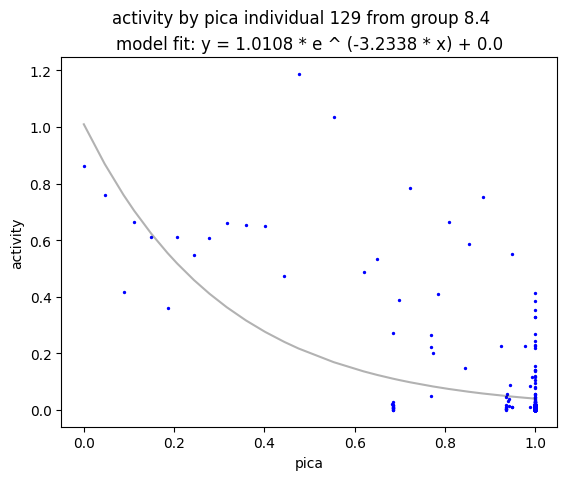 activity by pica individual 129 from group 8.4
model fit: y = 1.0108 * e ^ (-3.2338 * x) + 0.0
1.2
1.0
0.8
0.6
0.4
0.2
0.0
activity
0.0 0.2 0.4 0.6 0.8 1.0
pica